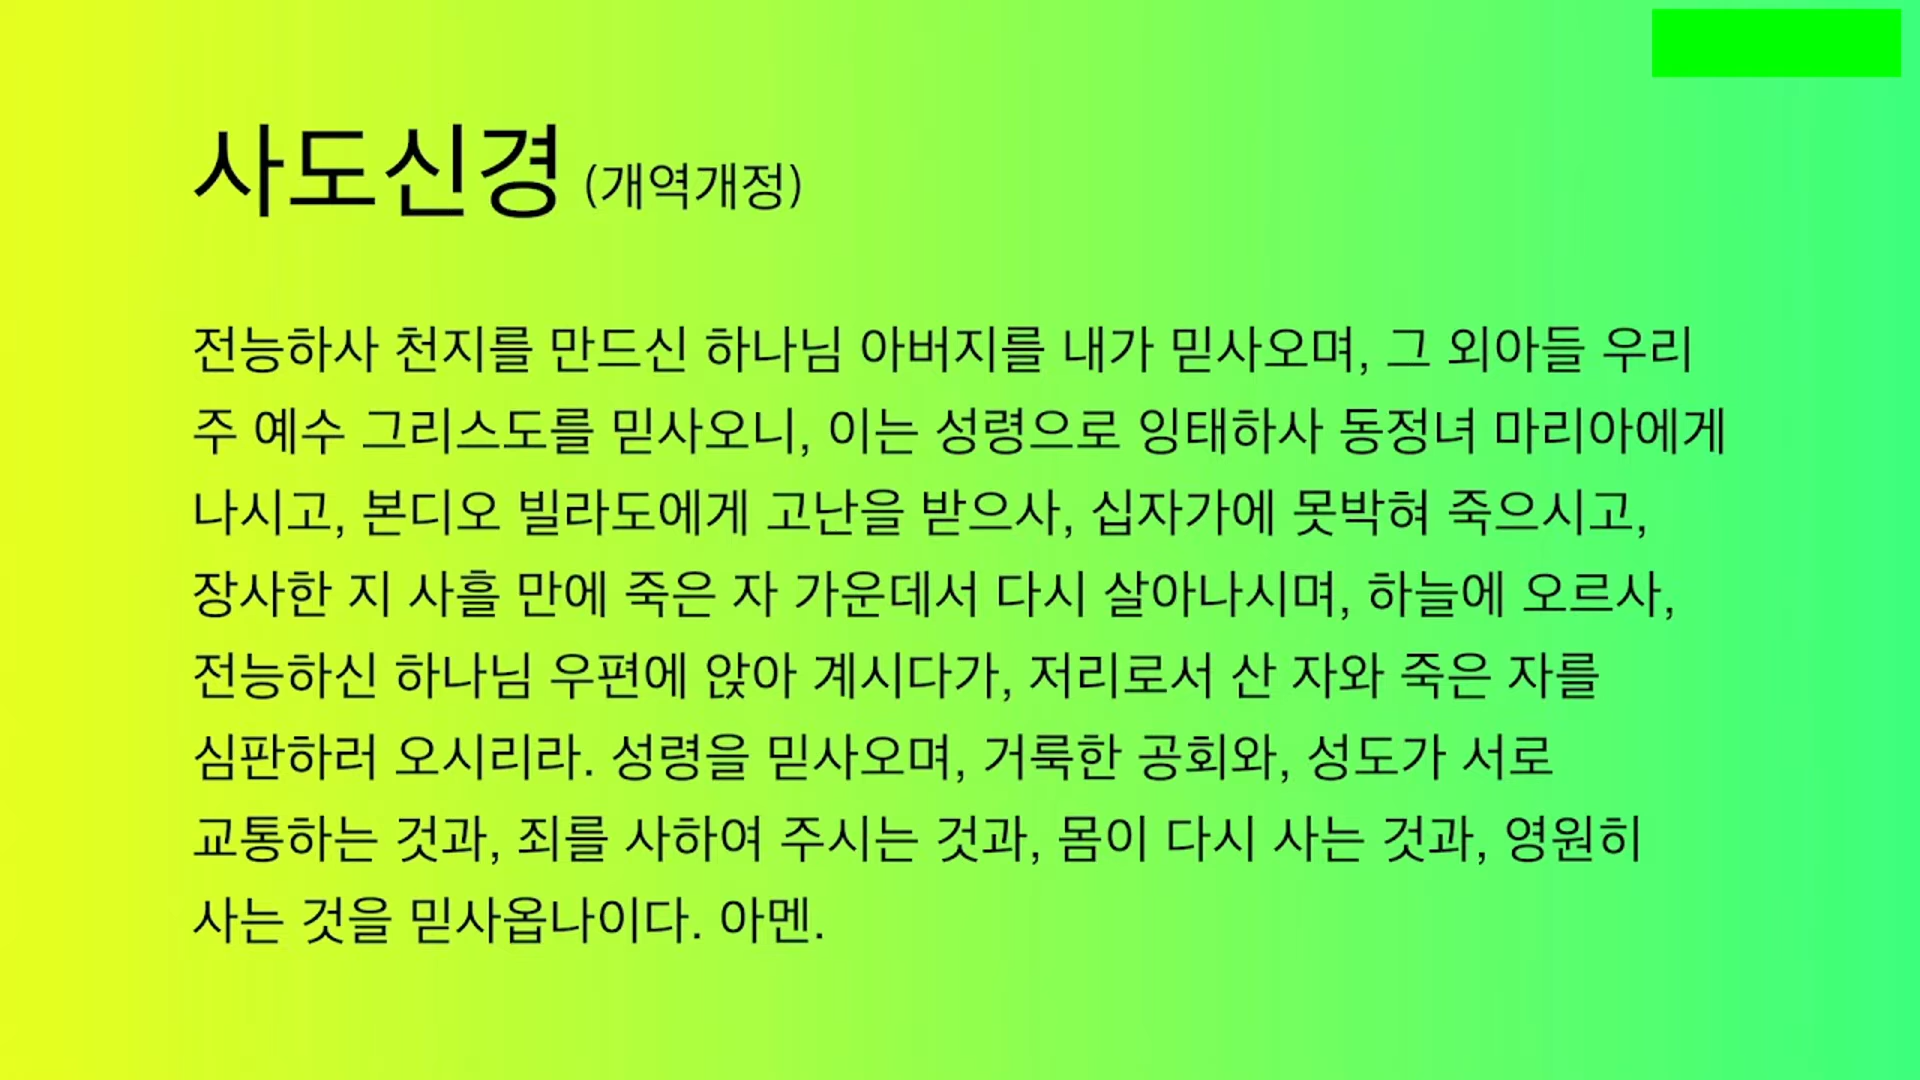 사도신경 (개역개정)
전능하사 천지를 만드신 하나님 아버지를 내가 믿사오며, 그 외아들 우리
주 예수 그리스도를 믿사오니, 이는 성령으로 잉태하사 동정녀 마리아에게
나시고, 본디오 빌라도에게 고난을 받으사, 십자가에 못박혀 죽으시고,
장사한 지 사흘 만에 죽은 자 가운데서 다시 살아나시며, 하늘에 오르사,
전능하신 하나님 우편에 앉아 계시다가, 저리로서 산 자와 죽은 자를
심판하러 오시리라. 성령을 믿사오며, 거룩한 공회와, 성도가 서로
교통하는 것과, 죄를 사하여 주시는 것과, 몸이 다시 사는 것과, 영원히
사는 것을 믿사옵나이다. 아멘.